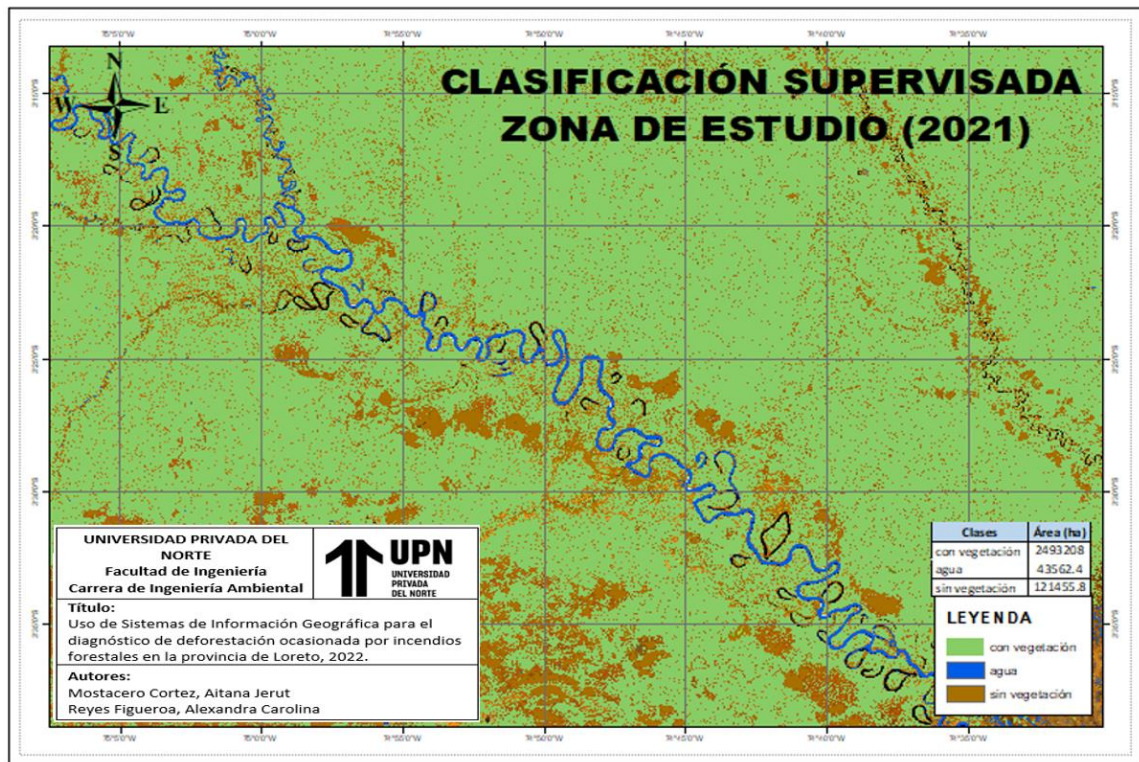 CLASIFICACIÓN SUPERVISADA
ZONA DE ESTUDIO (2021)
N
W E
S
UNIVERSIDAD PRIVADA DEL
NORTE
Facultad de Ingeniería
Carrera de Ingeniería Ambiental
UPN
UNIVERSIDAD
PRIVADA
DEL NORTE
Título:
Uso de Sistemas de Información Geográfica para el
diagnóstico de deforestación ocasionada por incendios
forestales en la provincia de Loreto, 2022.
Autores:
Mostacero Cortez, Aitana Jerut
Reyes Figueroa, Alexandra Carolina
Clases Área (ha)
con vegetación 2493208
agua 43562.4
sin vegetación 121455.8
LEYENDA
con vegetación
agua
sin vegetación